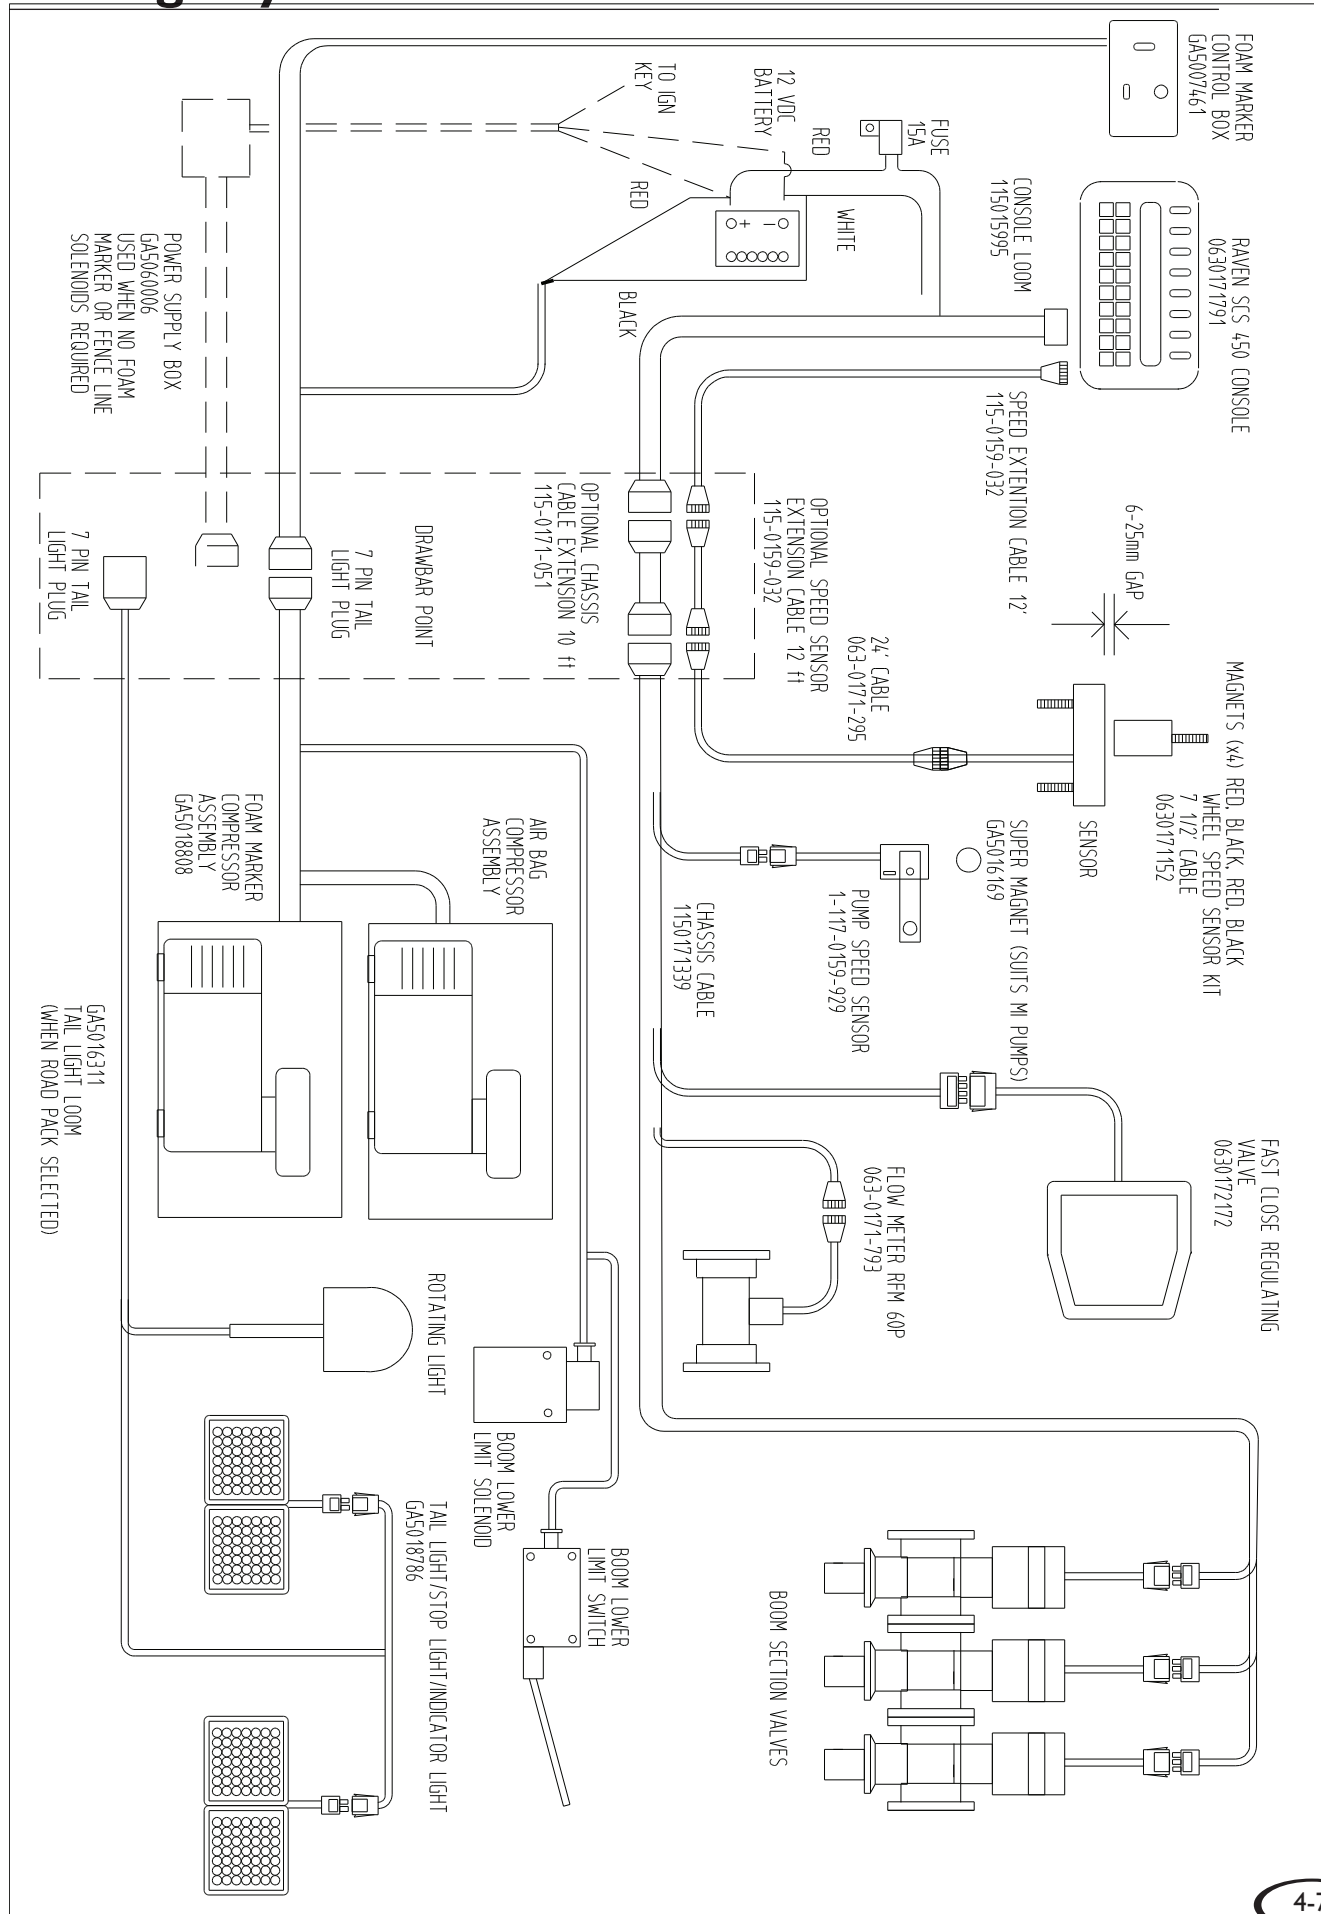 FOAM MARKER
CONTROL BOX
GA5007461
RAVEN SCS 450 CONSOLE
0630171791
FUSE
15A
CONSOLE LOOM
115015995
RED
12 VDC
BATTERY
WHITE
+
–
TO IGN
KEY
RED
BLACK
POWER SUPPLY BOX
GA5060006
USED WHEN NO FOAM
MARKER OR FENCE LINE
SOLENOIDS REQUIRED
SPEED EXTENTION CABLE 12'
115-0159-032
6-25mm GAP
OPTIONAL SPEED SENSOR
EXTENSION CABLE 12 ft
115-0159-032
OPTIONAL CHASSIS
CABLE EXTENSION 10 ft
115-0171-051
DRAWBAR POINT
7 PIN TAIL
LIGHT PLUG
7 PIN TAIL
LIGHT PLUG
MAGNETS (x4) RED, BLACK, RED, BLACK
WHEEL SPEED SENSOR KIT
7 1/2' CABLE
0630171152
24' CABLE
063-0171-295
SENSOR
SUPER MAGNET (SUITS MI PUMPS)
GA5016169
PUMP SPEED SENSOR
1-117-0159-929
CHASSIS CABLE
1150171339
AIR BAG
COMPRESSOR
ASSEMBLY
FOAM MARKER
COMPRESSOR
ASSEMBLY
GA5018808
GA5016311
TAIL LIGHT LOOM
(WHEN ROAD PACK SELECTED)
FAST CLOSE REGULATING
VALVE
0630172172
FLOW METER RFM 60P
063-0171-793
ROTATING LIGHT
BOOM LOWER
LIMIT SOLENOID
BOOM LOWER
LIMIT SWITCH
TAIL LIGHT/STOP LIGHT/INDICATOR LIGHT
GA5018786
BOOM SECTION VALVES
4-7